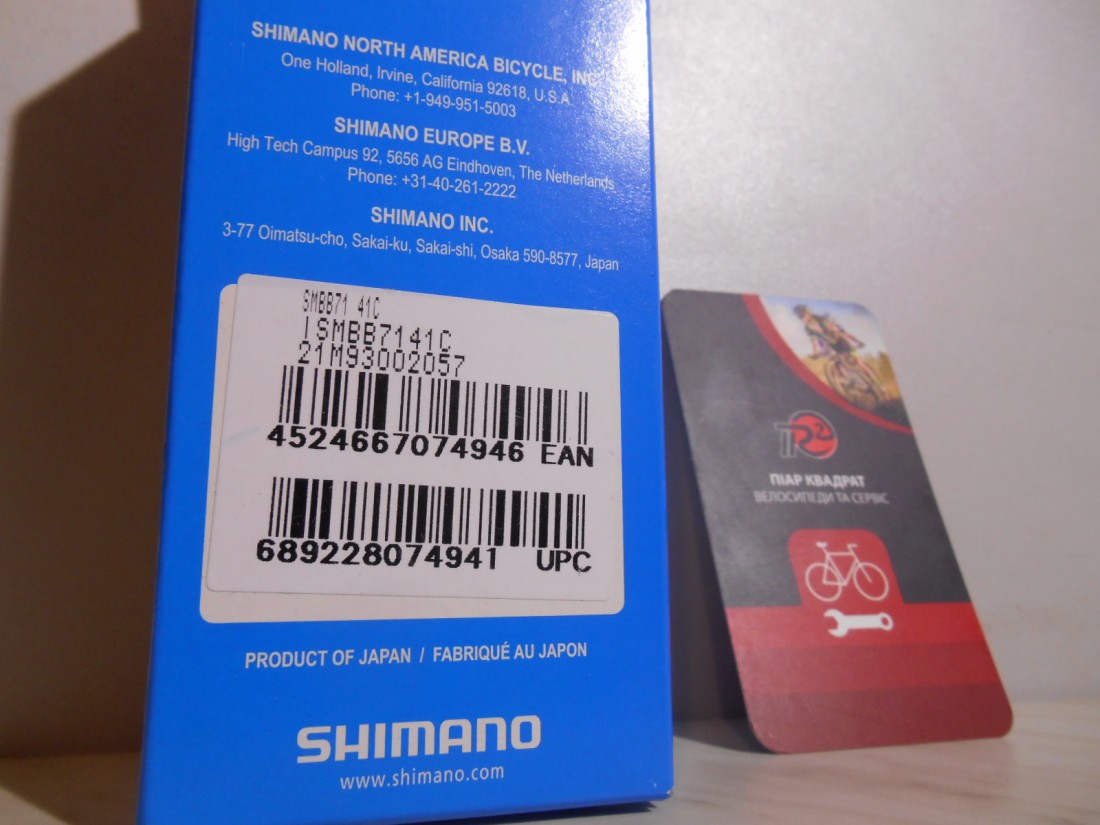 SHIMANO NORTH AMERICA BICYCLE, INC.
One Holland, Irvine, California 92618, U.S.A.
Phone: +1-949-951-5003
SHIMANO EUROPE B.V.
High Tech Campus 92, 5656 AG Eindhoven, The Netherlands
Phone: +31-40-261-2222
SHIMANO INC.
3-77 Oimatsu-cho, Sakai-ku, Sakai-shi, Osaka 590-8577, Japan
SMBB71 41C
ISMBB7141C
21M93002057
4524667074946 EAN
689228074941 UPC
PRODUCT OF JAPAN / FABRIQUÉ AU JAPON
SHIMANO
www.shimano.com
ПR2
ПІАР КВАДРАТ
ВЕЛОСИПЕДИ ТА СЕРВІС